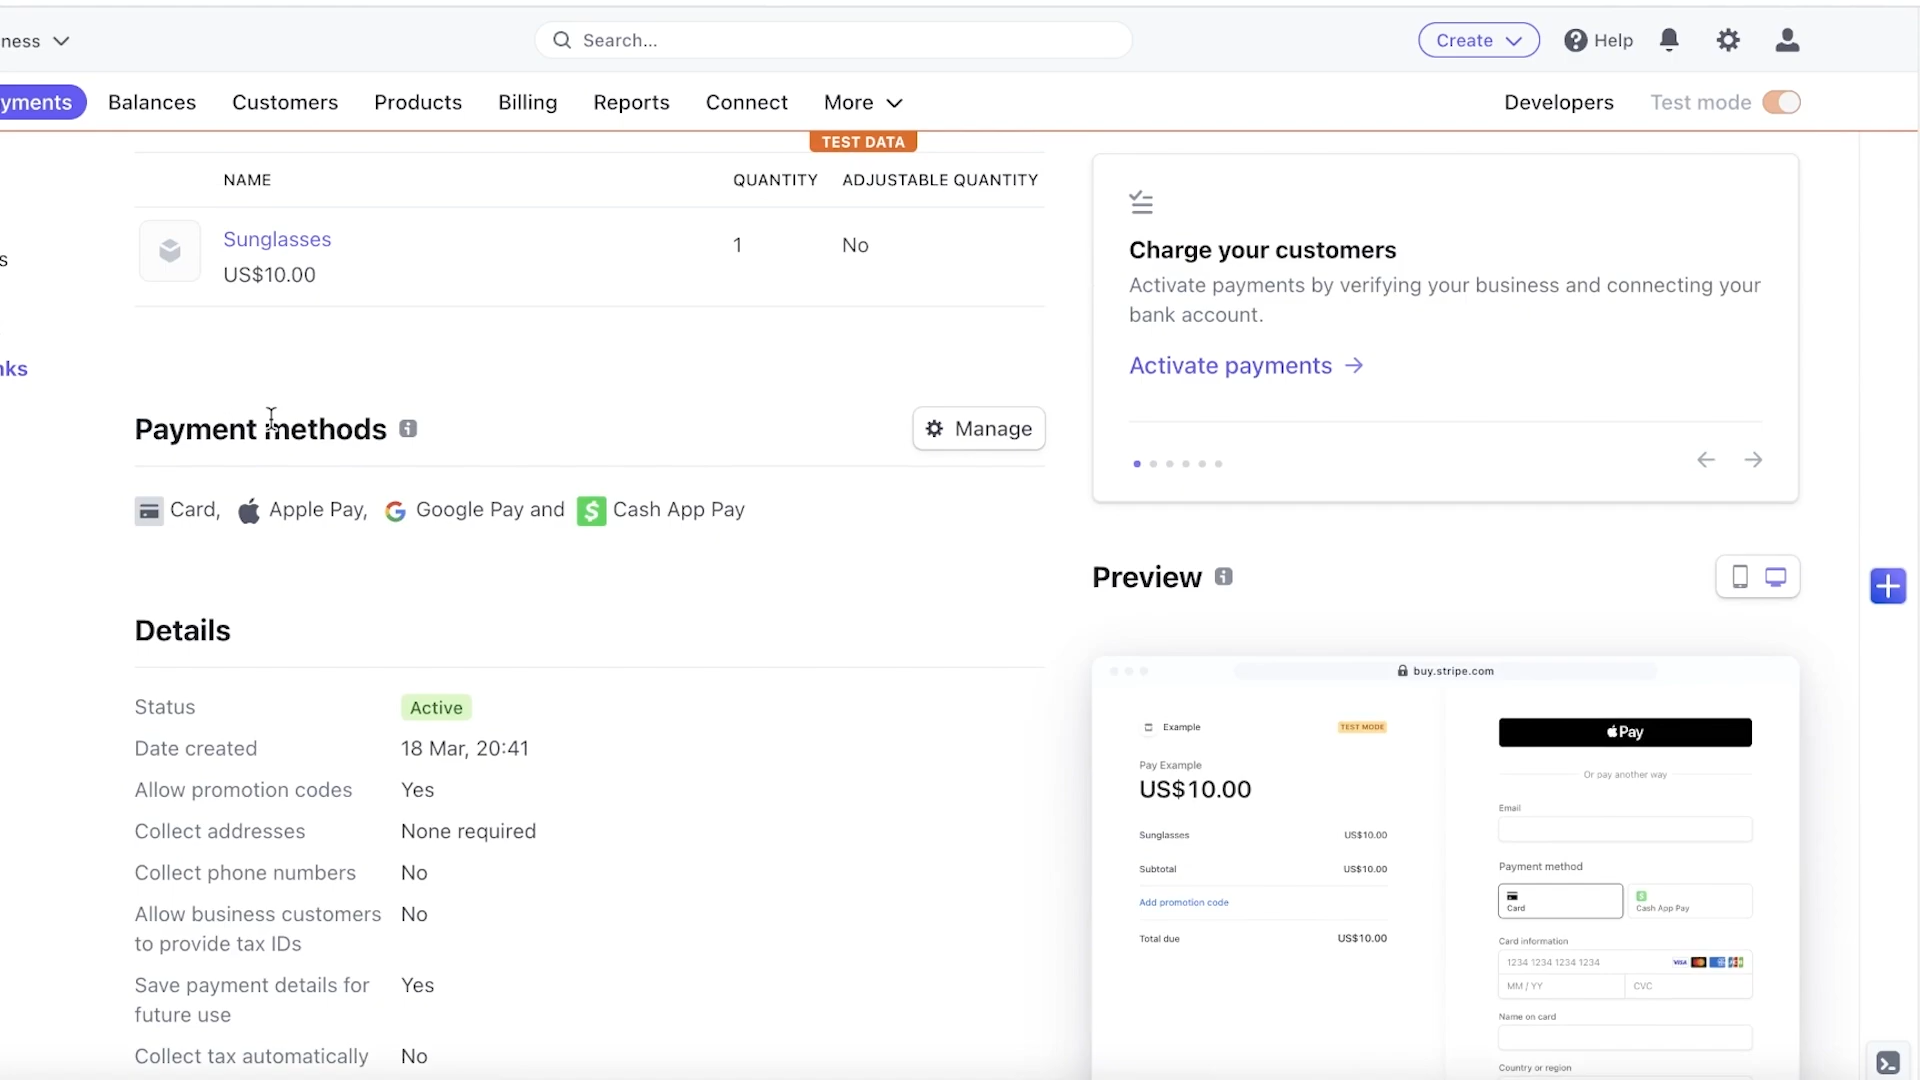 ness
Search...
Create
Help
yments
Balances
Customers
Products
Billing
Reports
Connect
More
Developers
Test mode
TEST DATA
NAME
QUANTITY
ADJUSTABLE QUANTITY
Sunglasses
1
No
US$10.00
s
nks
Charge your customers
Activate payments by verifying your business and connecting your
bank account.
Activate payments →
Payment methods
Manage
Card, Apple Pay, Google Pay and Cash App Pay
Preview
Details
Status Active
Date created 18 Mar, 20:41
Allow promotion codes Yes
Collect addresses None required
Collect phone numbers No
Allow business customers No
to provide tax IDs
Save payment details for Yes
future use
Collect tax automatically No
buy.stripe.com
Example
TEST MODE
Pay Example
US$10.00
Sunglasses US$10.00
Subtotal US$10.00
Add promotion code
Total due US$10.00
Pay
Or pay another way
Email
Payment method
Card
Cash App Pay
Card information
1234 1234 1234 1234
VISA
MM / YY
CVC
Name on card
Country or region